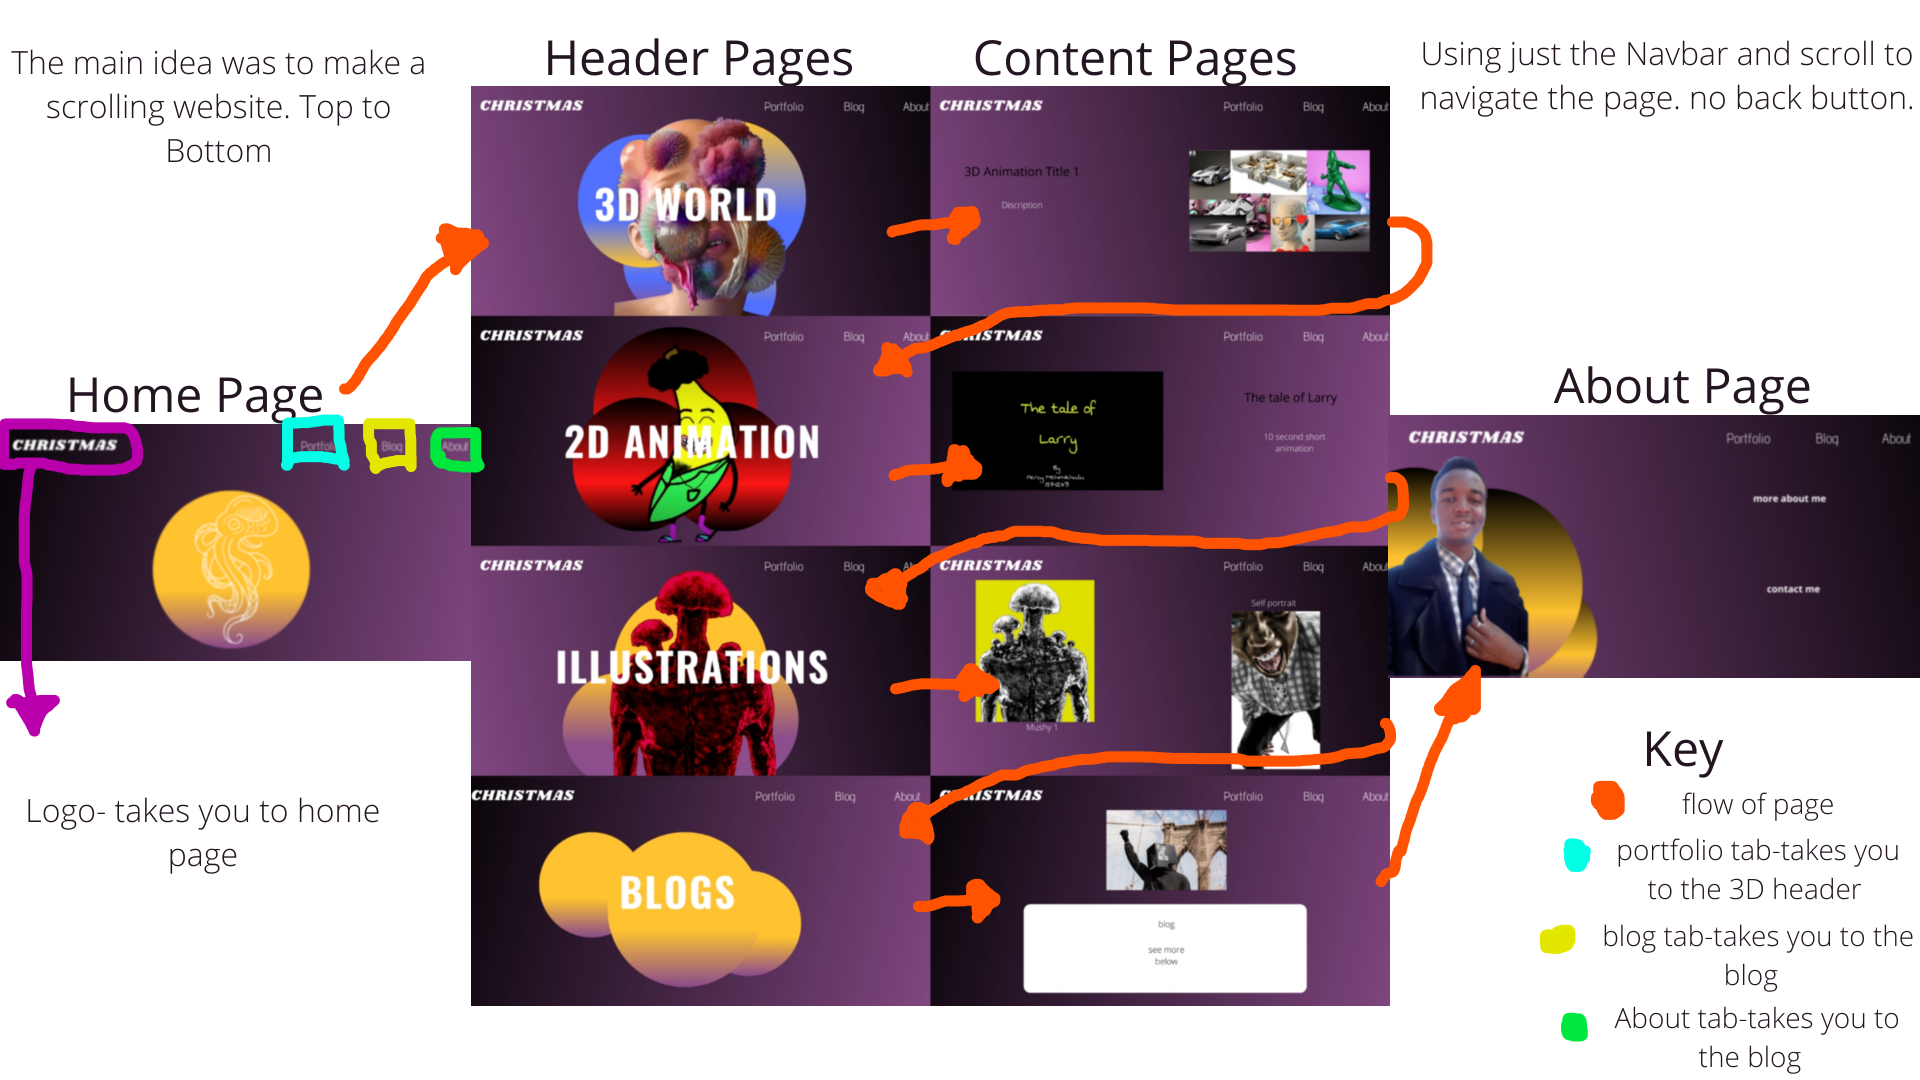 The main idea was to make a
scrolling website. Top to
Bottom
Header Pages
Content Pages
Using just the Navbar and scroll to
navigate the page. no back button.
CHRISTMAS
Portfolio Blog About
3D WORLD
CHRISTMAS
Portfolio Blog About
3D Animation Title 1
Discription
CHRISTMAS
Portfolio Blog About
2D ANIMATION
CHRISTMAS
Portfolio Blog About
The tale of
Larry
By
The tale of Larry
10 second short
animation
Home Page
CHRISTMAS
Portfolio Blog About
Logo- takes you to home
page
CHRISTMAS
Portfolio Blog About
ILLUSTRATIONS
CHRISTMAS
Portfolio Blog About
Mushy 1
Self portrait
CHRISTMAS
Portfolio Blog About
BLOGS
CHRISTMAS
Portfolio Blog About
blog
see more
below
About Page
CHRISTMAS
Portfolio Blog About
more about me
contact me
Key
flow of page
portfolio tab-takes you
to the 3D header
blog tab-takes you to the
blog
About tab-takes you to
the blog